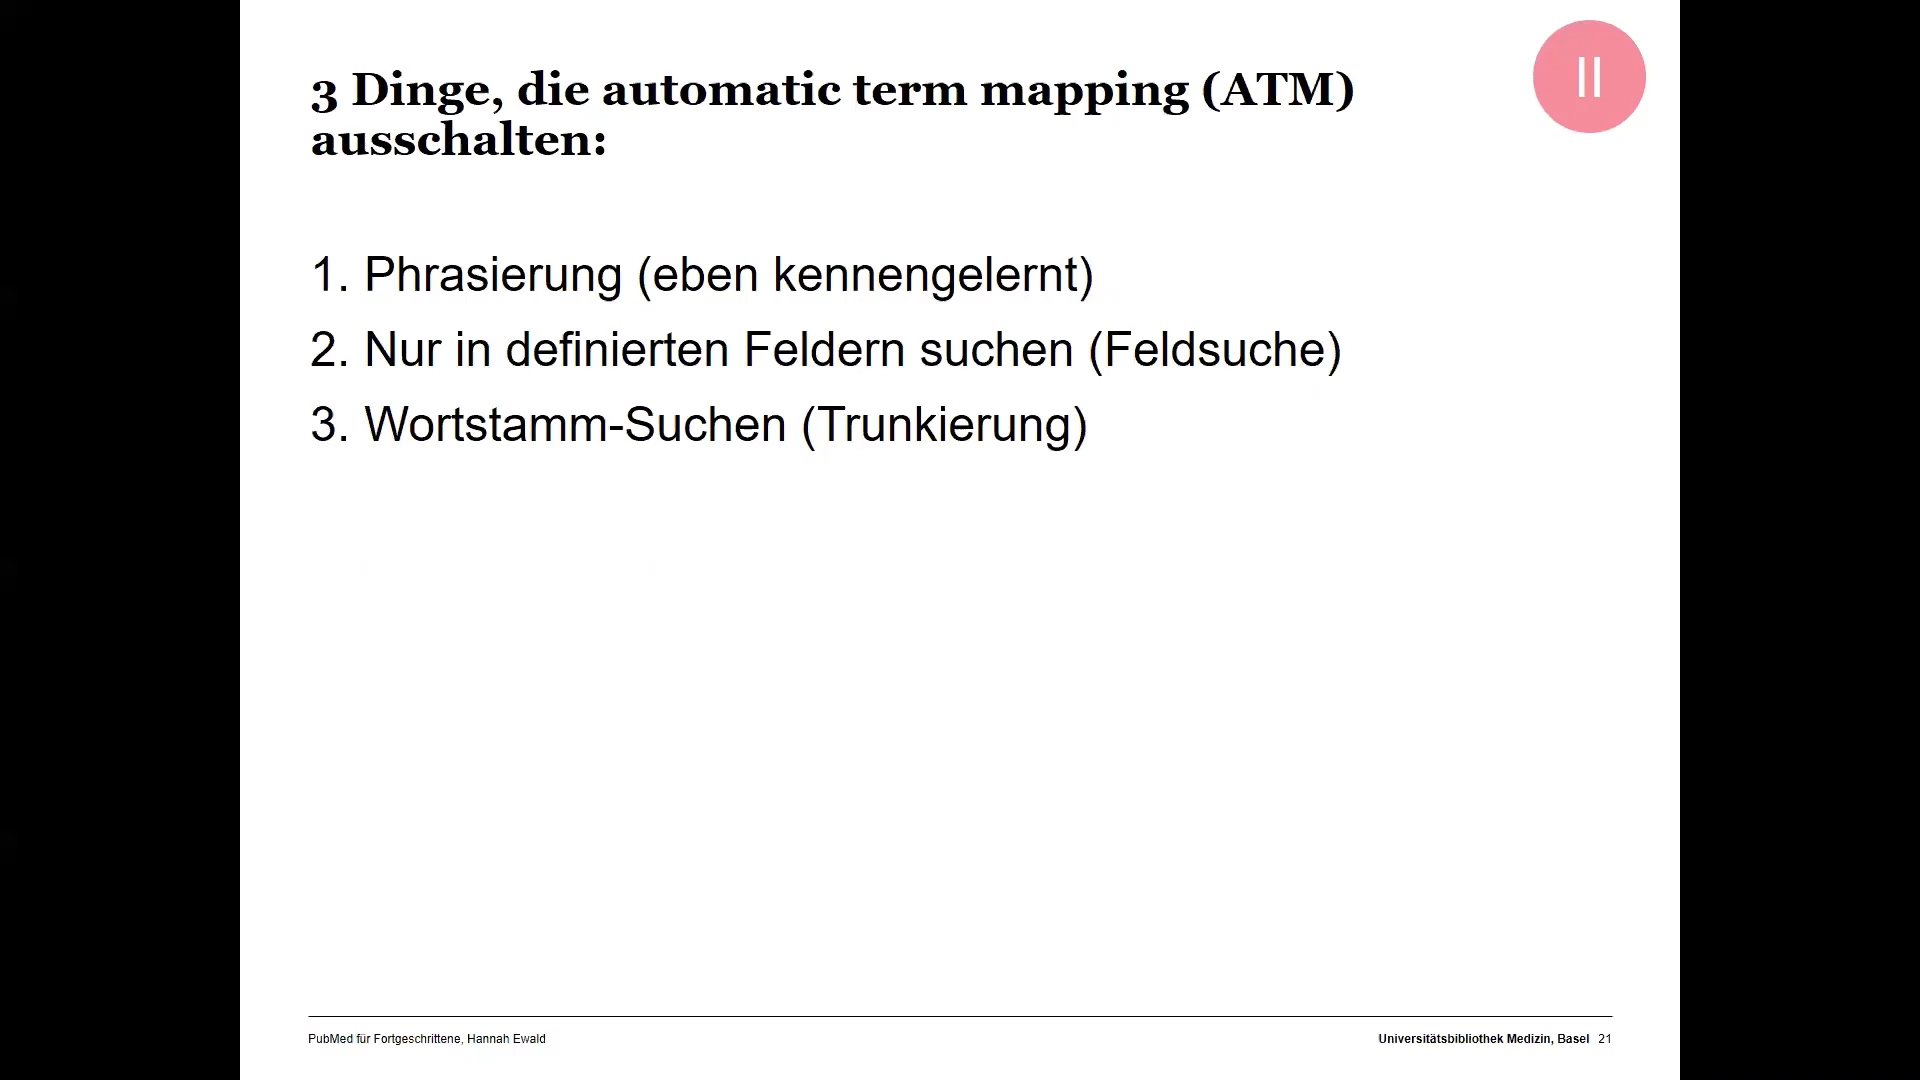 3 Dinge, die automatic term mapping (ATM)
ausschalten:
II
1. Phrasierung (eben kennengelernt)
2. Nur in definierten Feldern suchen (Feldsuche)
3. Wortstamm-Suchen (Trunkierung)
PubMed für Fortgeschrittene, Hannah Ewald
Universitätsbibliothek Medizin, Basel 21